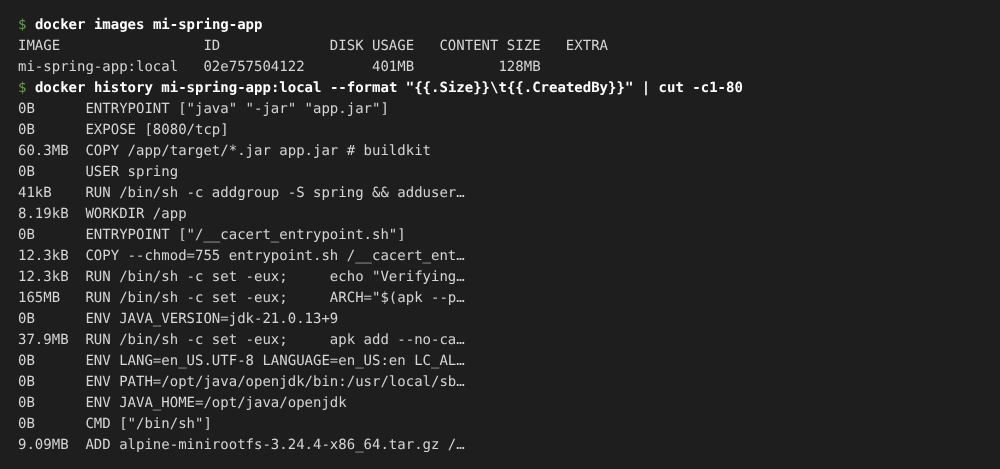 $ docker images mi-spring-app
IMAGE                 ID             DISK USAGE   CONTENT SIZE   EXTRA
mi-spring-app:local   02e757504122        401MB          128MB
$ docker history mi-spring-app:local --format "{{.Size}}\t{{.CreatedBy}}" | cut -c1-80
0B      ENTRYPOINT ["java" "-jar" "app.jar"]
0B      EXPOSE [8080/tcp]
60.3MB  COPY /app/target/*.jar app.jar # buildkit
0B      USER spring
41kB    RUN /bin/sh -c addgroup -S spring && adduser…
8.19kB  WORKDIR /app
0B      ENTRYPOINT ["/__cacert_entrypoint.sh"]
12.3kB  COPY --chmod=755 entrypoint.sh /__cacert_ent…
12.3kB  RUN /bin/sh -c set -eux;     echo "Verifying…
165MB   RUN /bin/sh -c set -eux;     ARCH="$(apk --p…
0B      ENV JAVA_VERSION=jdk-21.0.13+9
37.9MB  RUN /bin/sh -c set -eux;     apk add --no-ca…
0B      ENV LANG=en_US.UTF-8 LANGUAGE=en_US:en LC_AL…
0B      ENV PATH=/opt/java/openjdk/bin:/usr/local/sb…
0B      ENV JAVA_HOME=/opt/java/openjdk
0B      CMD ["/bin/sh"]
9.09MB  ADD alpine-minirootfs-3.24.4-x86_64.tar.gz /…